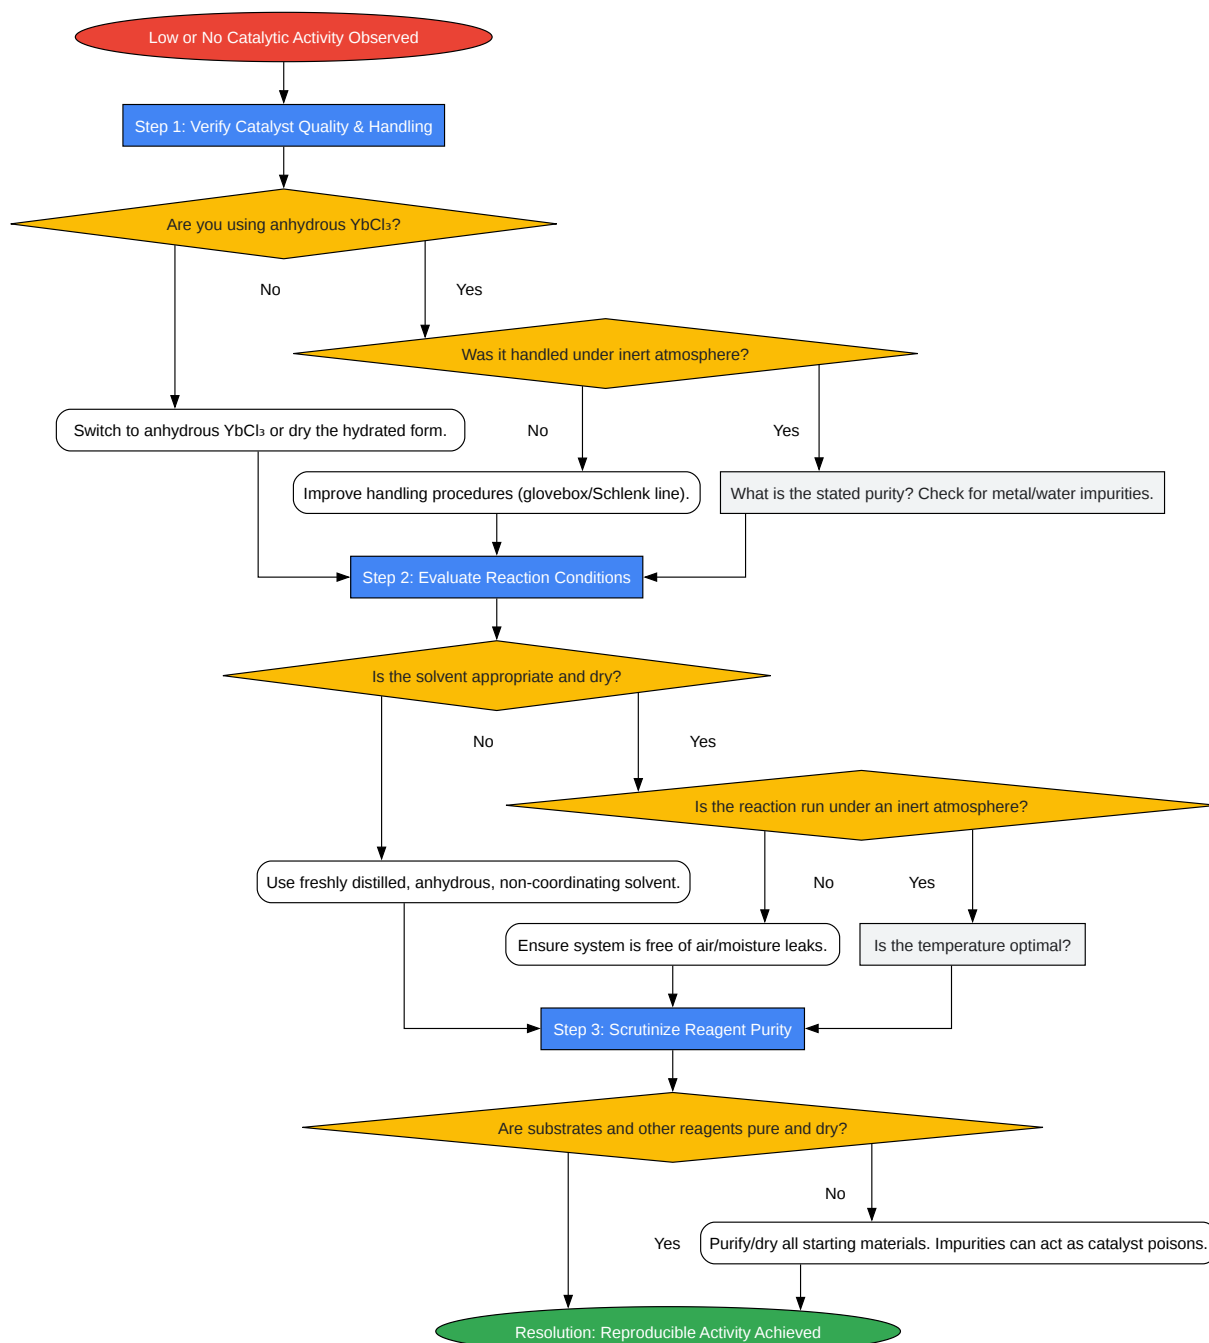 Low or No Catalytic Activity Observed
Step 1: Verify Catalyst Quality & Handling
Are you using anhydrous YbCl₃?
No
Yes
Was it handled under inert atmosphere?
Switch to anhydrous YbCl₃ or dry the hydrated form.
No
Yes
Improve handling procedures (glovebox/Schlenk line).
What is the stated purity? Check for metal/water impurities.
Step 2: Evaluate Reaction Conditions
Is the solvent appropriate and dry?
No
Yes
Is the reaction run under an inert atmosphere?
Use freshly distilled, anhydrous, non-coordinating solvent.
No
Yes
Ensure system is free of air/moisture leaks.
Is the temperature optimal?
Step 3: Scrutinize Reagent Purity
Are substrates and other reagents pure and dry?
No
Yes
Purify/dry all starting materials. Impurities can act as catalyst poisons.
Resolution: Reproducible Activity Achieved